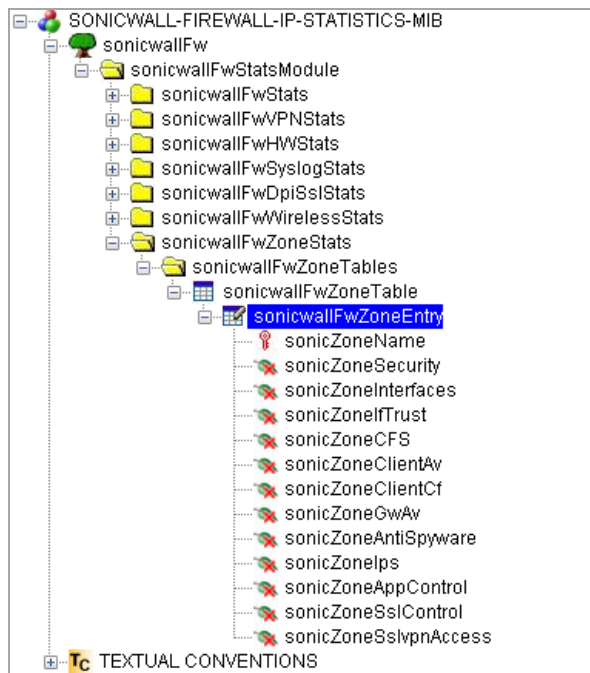 SONICWALL-FIREWALL-IP-STATISTICS-MIB
sonicwallFw
sonicwallFwStatsModule
sonicwallFwStats
sonicwallFwVPNStats
sonicwallFwHWStats
sonicwallFwSyslogStats
sonicwallFwDpiSslStats
sonicwallFwWirelessStats
sonicwallFwZoneStats
sonicwallFwZoneTables
sonicwallFwZoneTable
sonicwallFwZoneEntry
sonicZoneName
sonicZoneSecurity
sonicZoneInterfaces
sonicZoneIfTrust
sonicZoneCFS
sonicZoneClientAv
sonicZoneClientCf
sonicZoneGwAv
sonicZoneAntiSpyware
sonicZoneIps
sonicZoneAppControl
sonicZoneSslControl
sonicZoneSslvpnAccess
Tc TEXTUAL CONVENTIONS